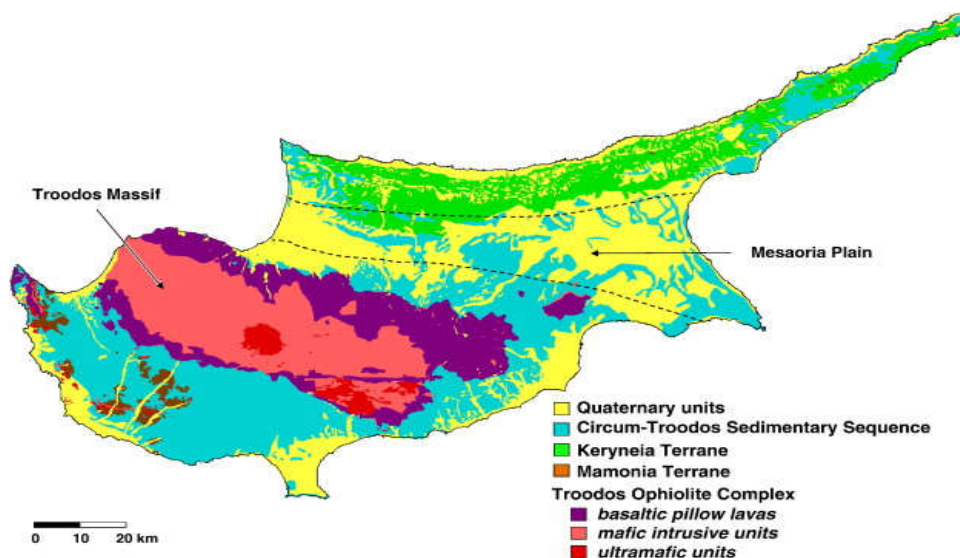 Troodos Massif
Mesaoria Plain
Quaternary units
Circum-Troodos Sedimentary Sequence
Keryneia Terrane
Mamonia Terrane
Troodos Ophiolite Complex
basaltic pillow lavas
mafic intrusive units
ultramafic units
0 10 20 km